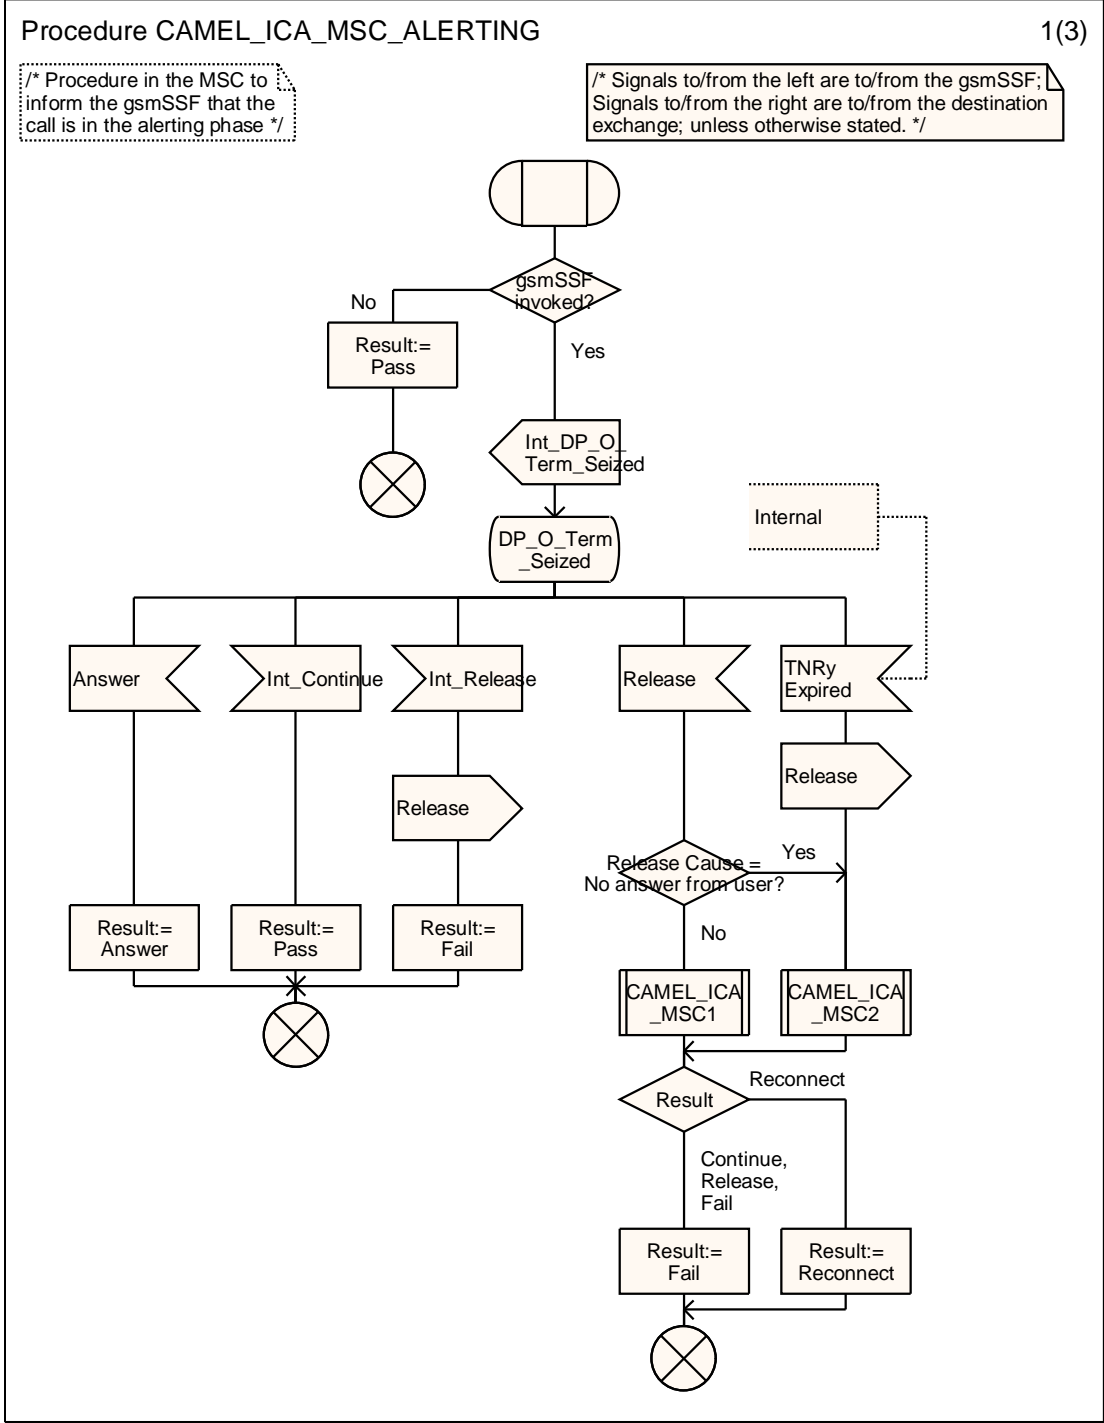 Procedure CAMEL_ICA_MSC_ALERTING
1(3)
/* Procedure in the MSC to
inform the gsmSSF that the
call is in the alerting phase */
/* Signals to/from the left are to/from the gsmSSF;
Signals to/from the right are to/from the destination
exchange; unless otherwise stated. */
gsmSSF
invoked?
No
Yes
Result:=
Pass
Int_DP_O_
Term_Seized
Internal
DP_O_Term
_Seized
Answer
Int_Continue
Int_Release
Release
TNRy
Expired
Release
Release
Release Cause =
No answer from user?
Yes
No
Result:=
Answer
Result:=
Pass
Result:=
Fail
CAMEL_ICA
_MSC1
CAMEL_ICA
_MSC2
Result
Reconnect
Continue,
Release,
Fail
Result:=
Fail
Result:=
Reconnect